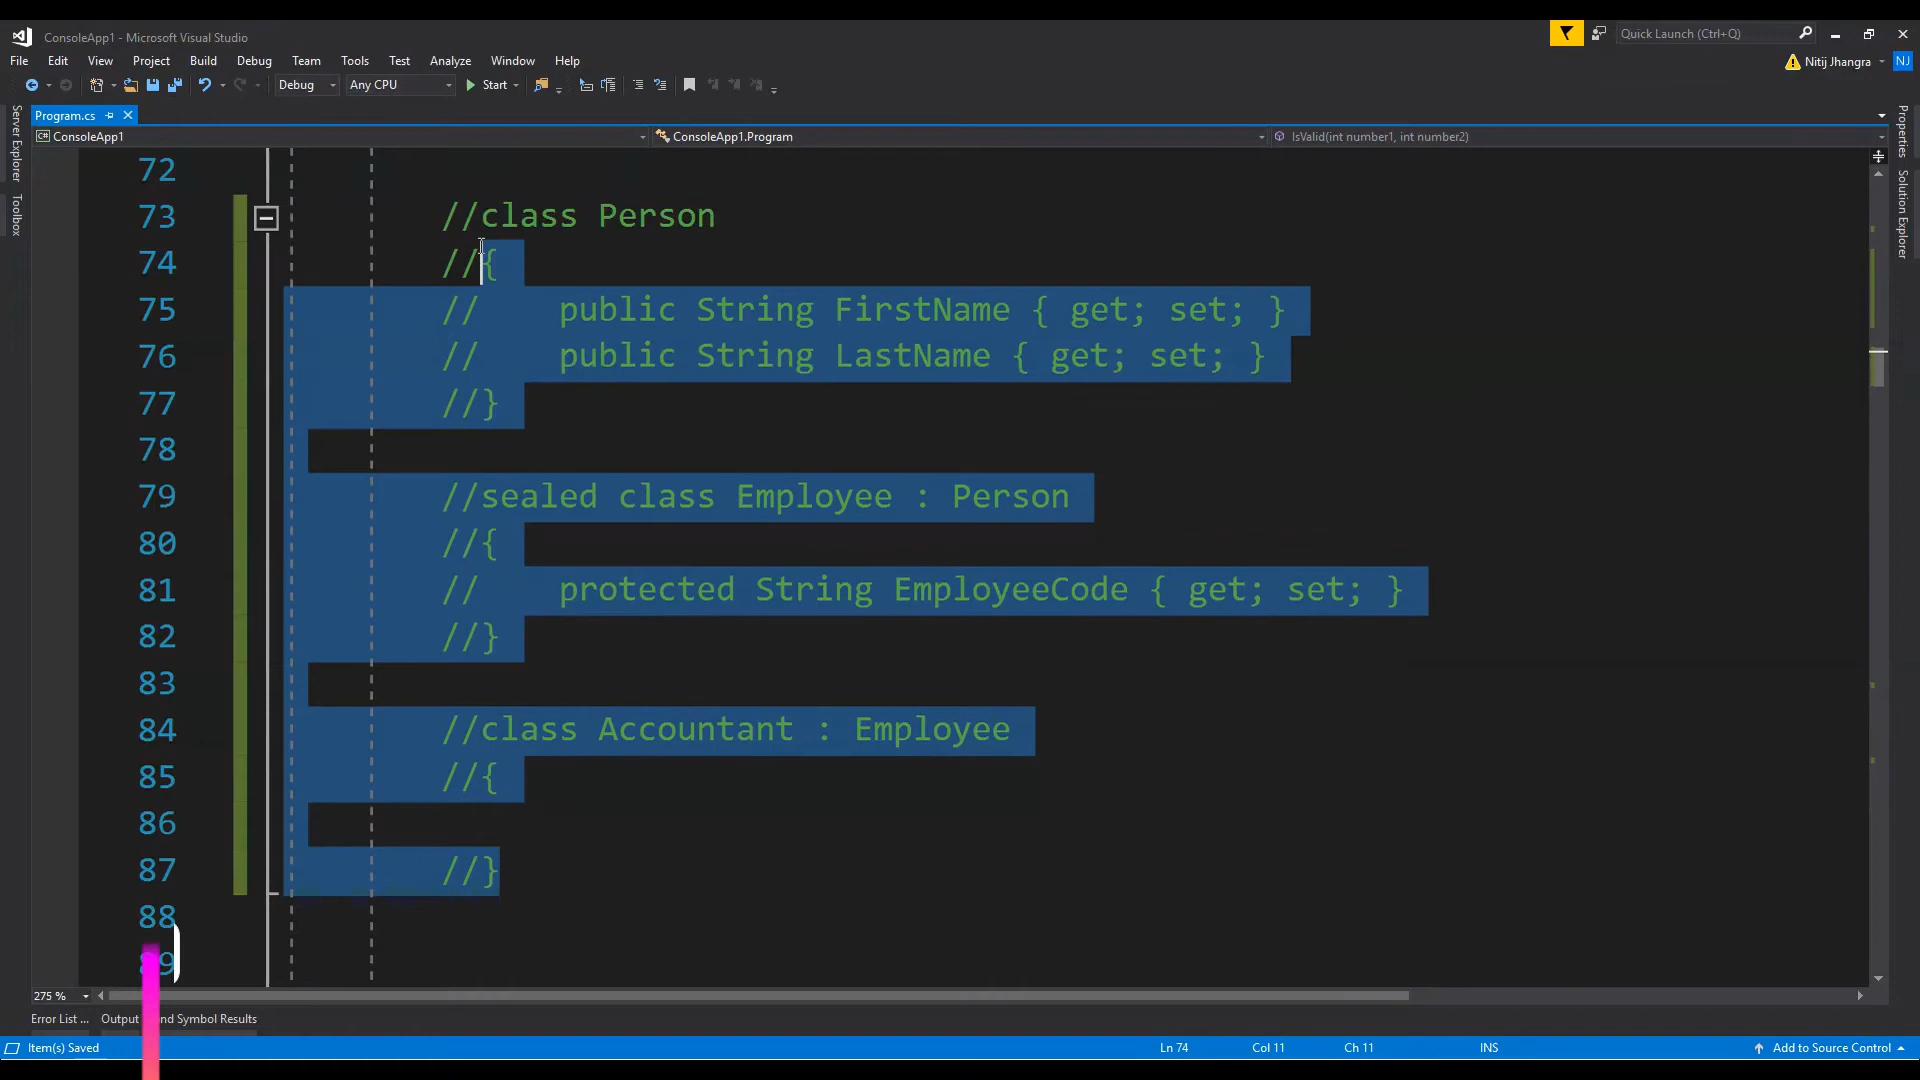 ConsoleApp1 - Microsoft Visual Studio
Quick Launch (Ctrl+Q)
File Edit View Project Build Debug Team Tools Test Analyze Window Help
Nitij Jhangra NJ
Debug Any CPU Start
Program.cs
ConsoleApp1 ConsoleApp1.Program IsValid(int number1, int number2)
Server Explorer
Toolbox
Properties
Solution Explorer
72
73 //class Person
74 //{
75 //    public String FirstName { get; set; }
76 //    public String LastName { get; set; }
77 //}
78
79 //sealed class Employee : Person
80 //{
81 //    protected String EmployeeCode { get; set; }
82 //}
83
84 //class Accountant : Employee
85 //{
86
87 //}
88
275 %
Error List ... Output nd Symbol Results
Item(s) Saved Ln 74 Col 11 Ch 11 INS Add to Source Control